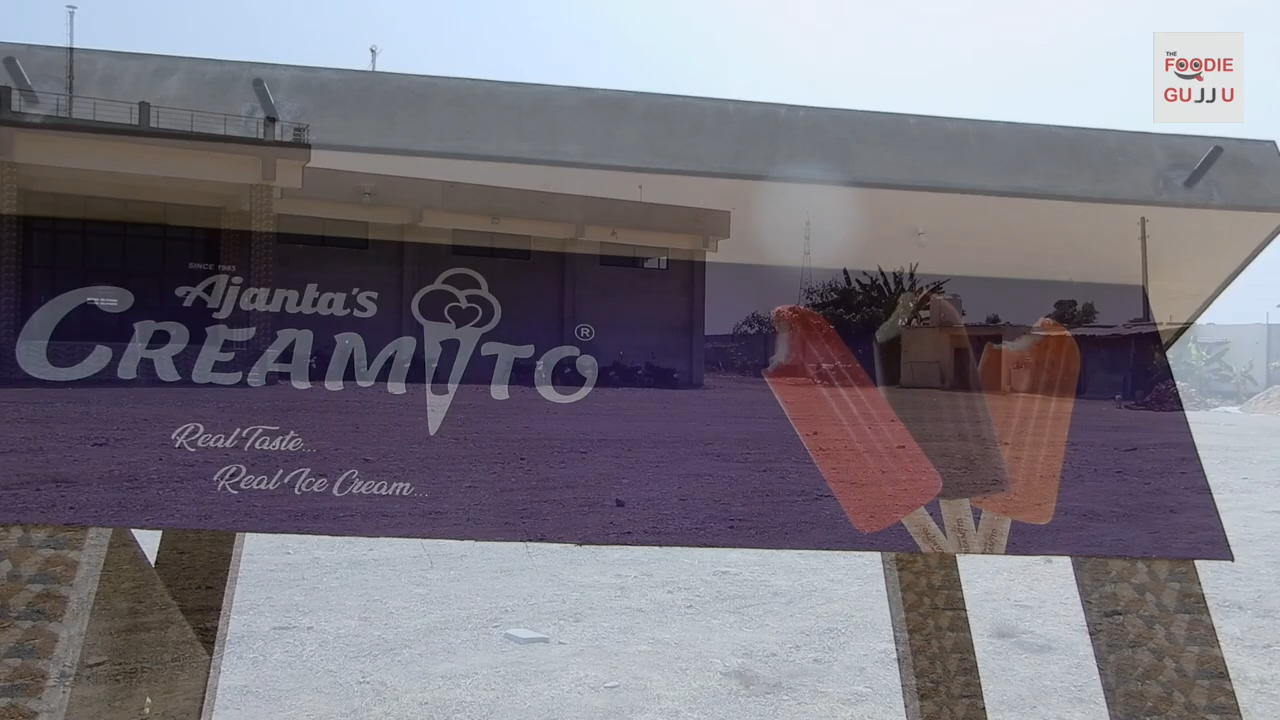 THE
FOODIE
GUJJU
SINCE 1985
Ajanta's
CREAMITO®
Real Taste...
Real Ice Cream...